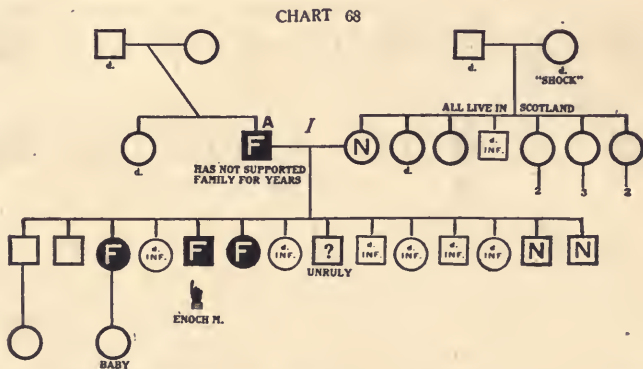 CHART 68
d.
d.
d.
"SHOCK"
ALL LIVE IN SCOTLAND
A
I
d.
F
N
d.
d.
INF.
2
3
2
HAS NOT SUPPORTED
FAMILY FOR YEARS
F
d.
INF.
F
F
d.
INF.
?
d.
INF.
d.
INF.
d.
INF.
d.
INF
N
N
UNRULY
ENOCH M.
BABY